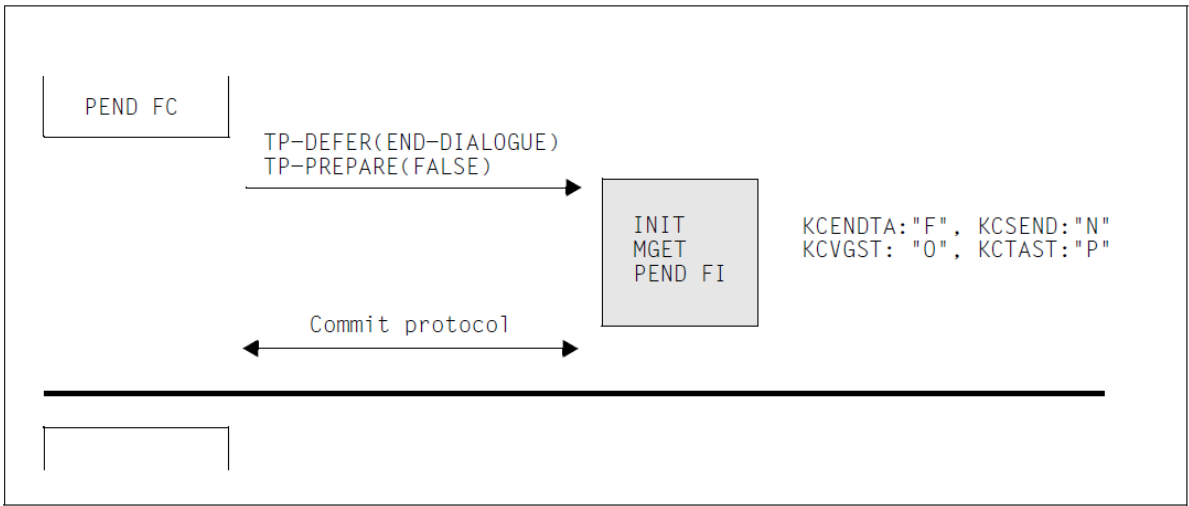 PEND FC
TP-DEFER(END-DIALOGUE)
TP-PREPARE(FALSE)
INIT
MGET
PEND FI
KCENDTA:"F", KCSEND:"N"
KCVGST: "O", KCTAST:"P"
Commit protocol